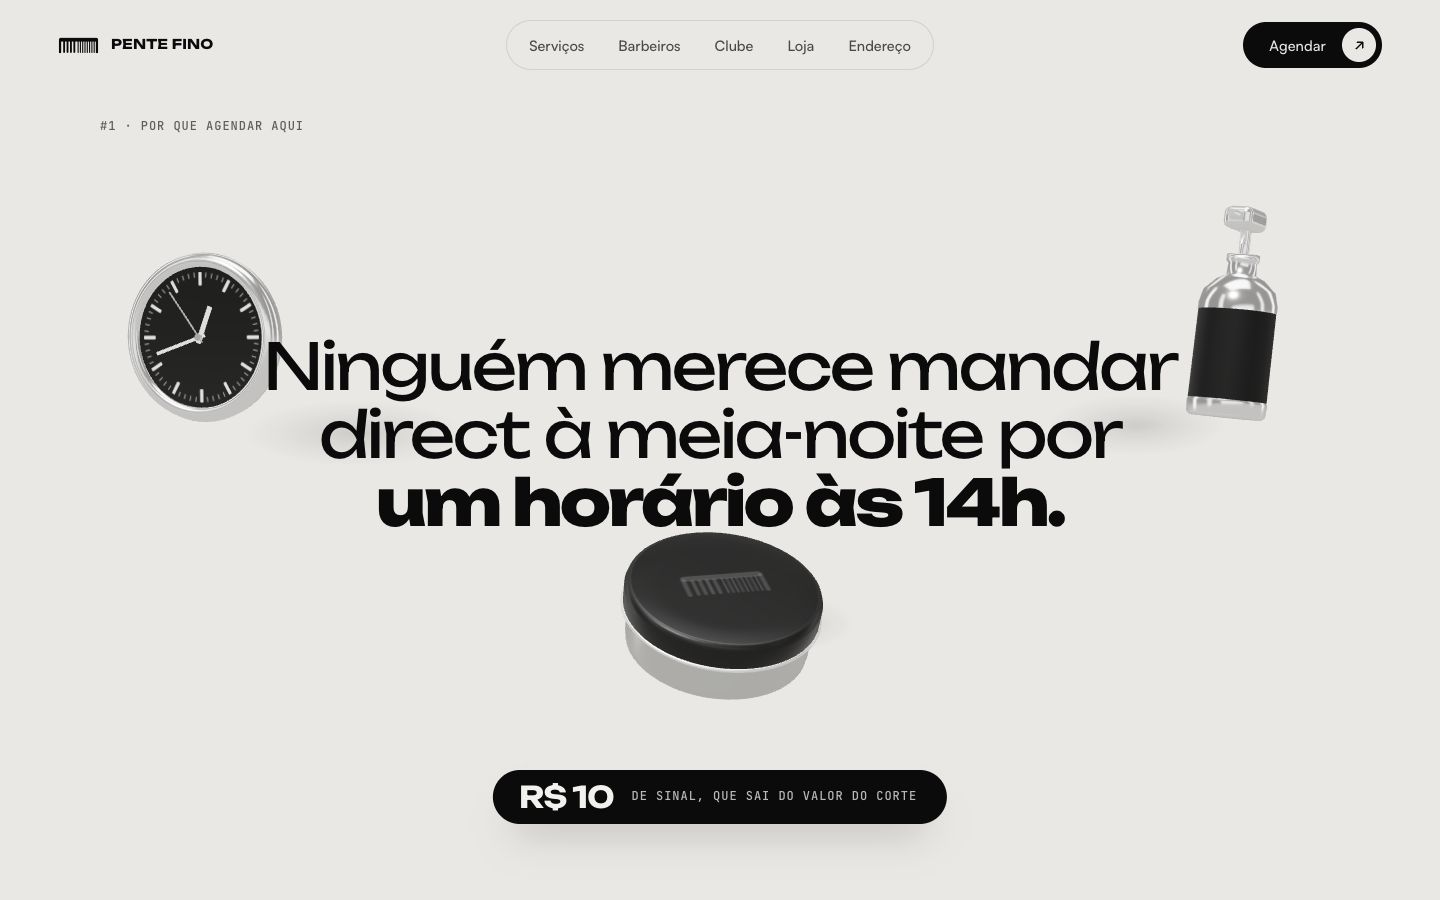 PENTE FINO
Serviços
Barbeiros
Clube
Loja
Endereço
Agendar
#1 · POR QUE AGENDAR AQUI
Ninguém merece mandar
direct à meia-noite por
um horário às 14h.
R$ 10 DE SINAL, QUE SAI DO VALOR DO CORTE